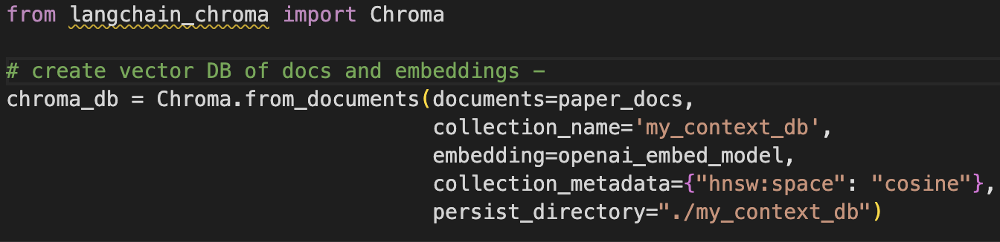 from langchain_chroma import Chroma
# create vector DB of docs and embeddings -
chroma_db = Chroma.from_documents(documents=paper_docs,
collection_name='my_context_db',
embedding=openai_embed_model,
collection_metadata={"hnsw:space": "cosine"},
persist_directory="./my_context_db")